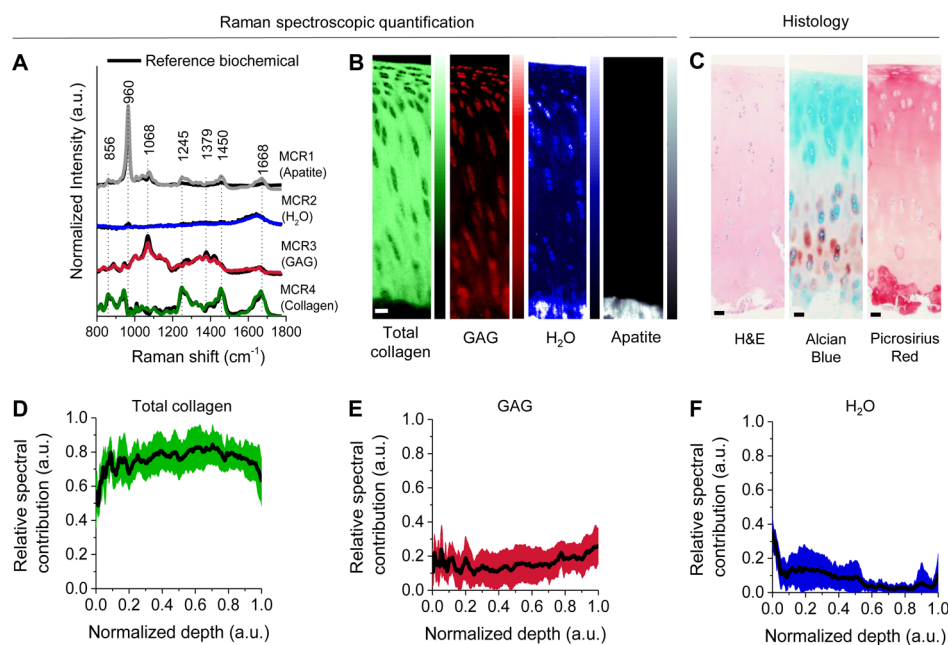 Raman spectroscopic quantification
Histology
A
Reference biochemical
Normalized Intensity (a.u.)
856
960
1068
1245
1379
1450
1668
MCR1
(Apatite)
MCR2
(H₂O)
MCR3
(GAG)
MCR4
(Collagen)
800 1000 1200 1400 1600 1800
Raman shift (cm⁻¹)
B
Total
collagen
GAG
H₂O
Apatite
C
H&E
Alcian
Blue
Picrosirius
Red
D
Total collagen
Relative spectral
contribution (a.u.)
1.0
0.8
0.6
0.4
0.2
0.0
0.0 0.2 0.4 0.6 0.8 1.0
Normalized depth (a.u.)
E
GAG
Relative spectral
contribution (a.u.)
1.0
0.8
0.6
0.4
0.2
0.0
0.0 0.2 0.4 0.6 0.8 1.0
Normalized depth (a.u.)
F
H₂O
Relative spectral
contribution (a.u.)
1.0
0.8
0.6
0.4
0.2
0.0
0.0 0.2 0.4 0.6 0.8 1.0
Normalized depth (a.u.)